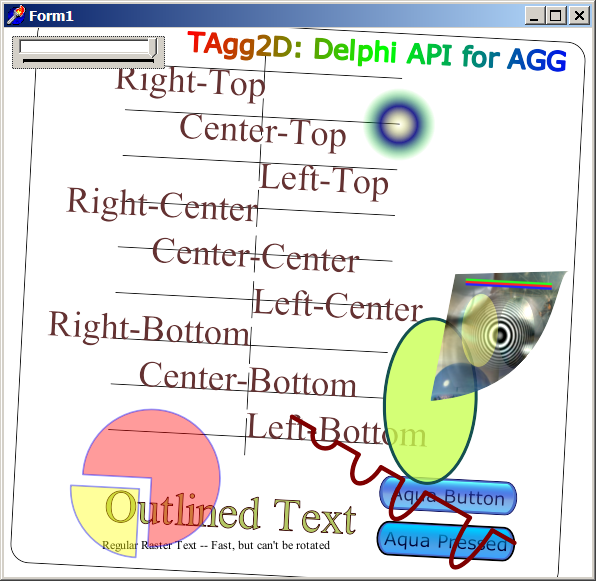 Form1
TAgg2D: Delphi API for AGG
Right-Top
Center-Top
Left-Top
Right-Center
Center-Center
Left-Center
Right-Bottom
Center-Bottom
Left-Bottom
Aqua Button
Outlined Text
Aqua Pressed
Regular Raster Text -- Fast, but can't be rotated